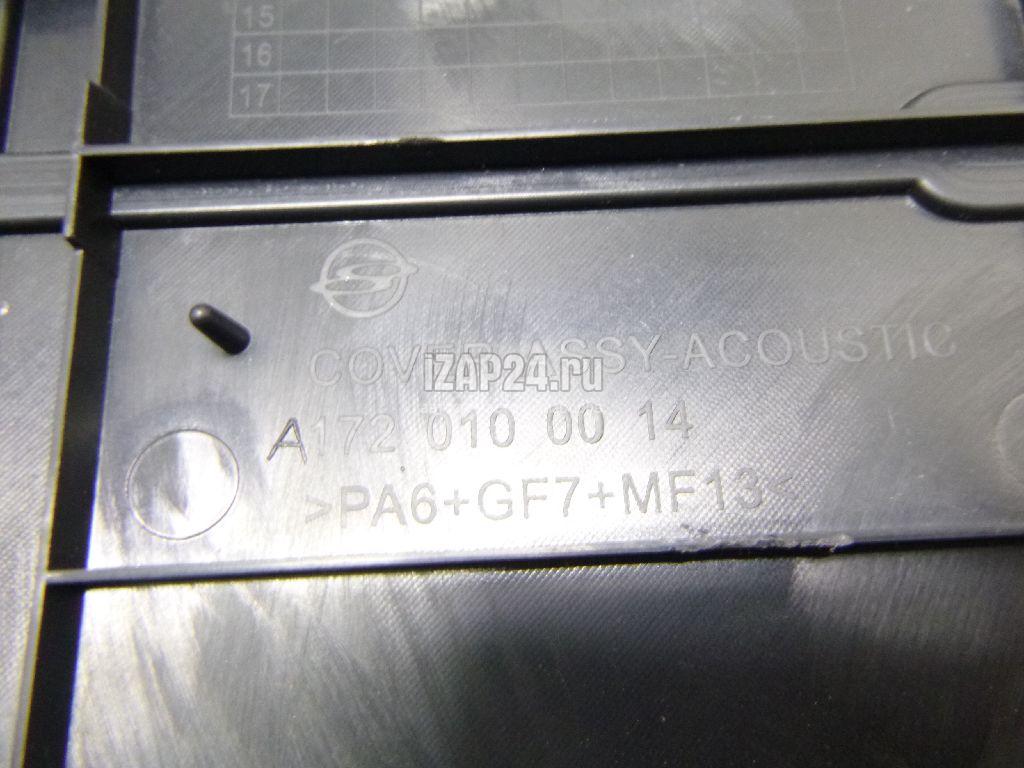 15
16
17
COVER ASSY-ACOUSTIC
iZAP24.ru
A172 010 00 14
>PA6+GF7+MF13<